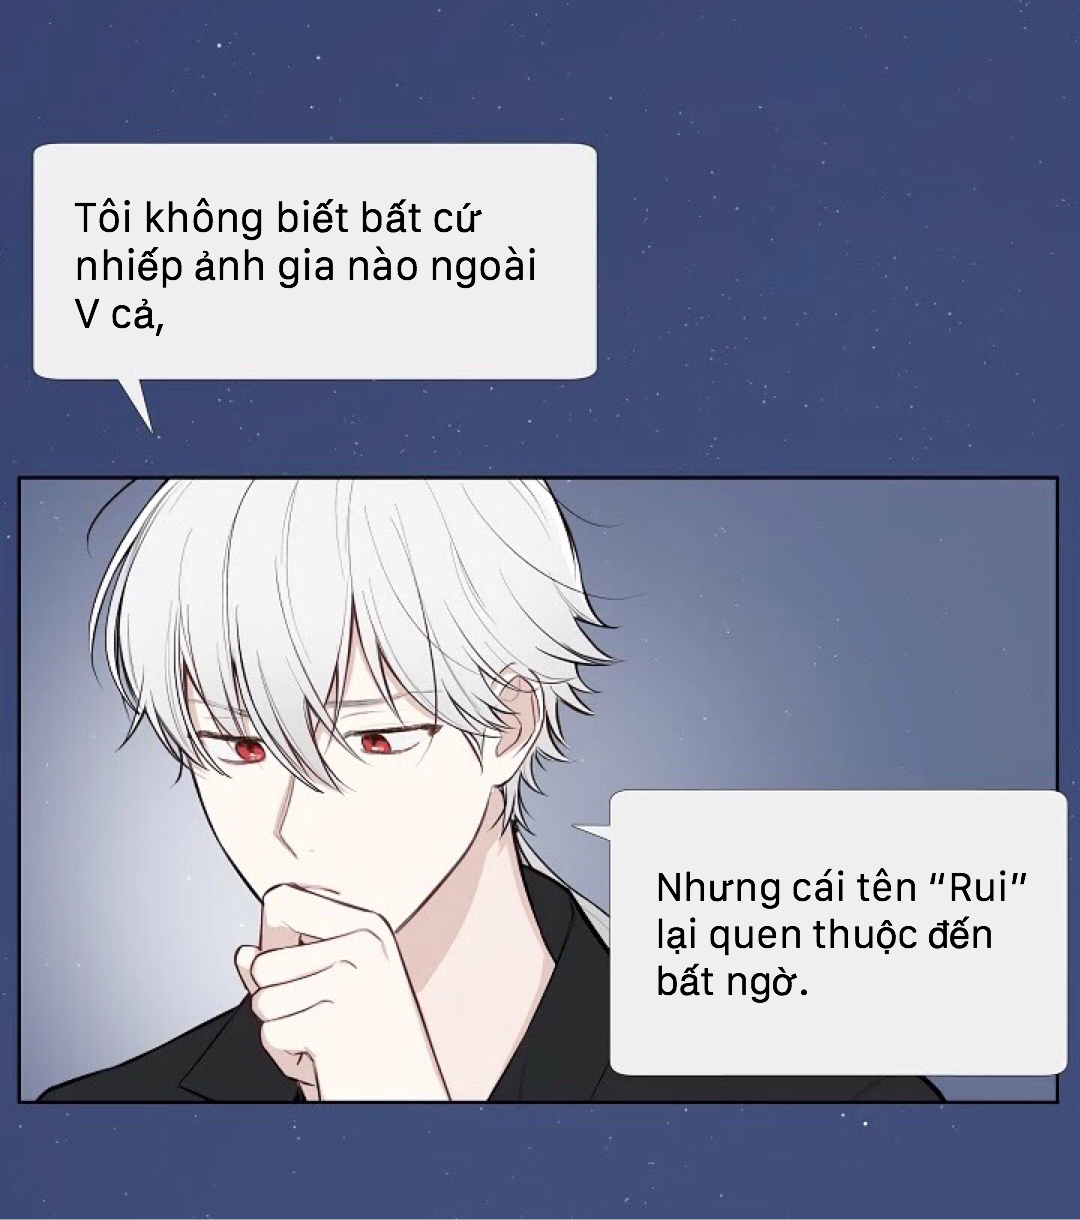 Tôi không biết bất cứ
nhiếp ảnh gia nào ngoài
V cả,
Nhưng cái tên “Rui”
lại quen thuộc đến
bất ngờ.